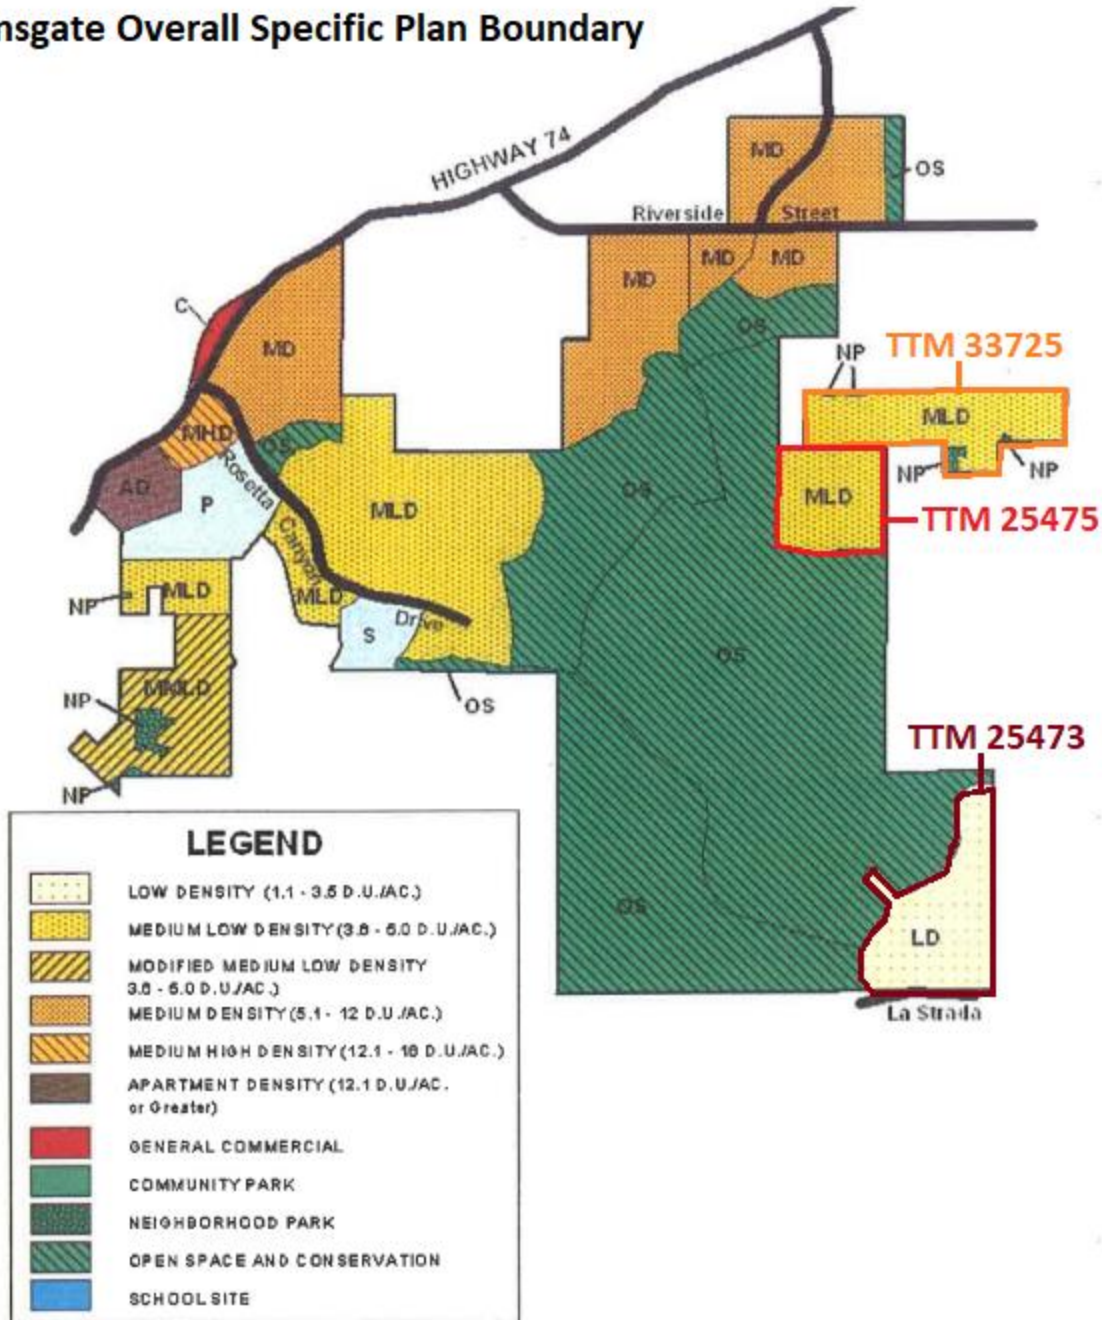 nsgate Overall Specific Plan Boundary
HIGHWAY 74
MD
OS
Riverside Street
MD
MD
MD
C
MD
OS
NP
TTM 33725
MLD
MHD
OS
Rosetta
NP
NP
AD
P
OS
MLD
TTM 25475
MLD
Canyon
NP
MLD
MLD
Drive
S
OS
MMLD
NP
OS
TTM 25473
NP
OS
LD
La Strada
LEGEND
LOW DENSITY (1.1 - 3.5 D.U./AC.)
MEDIUM LOW DENSITY (3.6 - 5.0 D.U./AC.)
MODIFIED MEDIUM LOW DENSITY
3.6 - 5.0 D.U./AC.)
MEDIUM DENSITY (5.1 - 12 D.U./AC.)
MEDIUM HIGH DENSITY (12.1 - 18 D.U./AC.)
APARTMENT DENSITY (12.1 D.U./AC.
or Greater)
GENERAL COMMERCIAL
COMMUNITY PARK
NEIGHBORHOOD PARK
OPEN SPACE AND CONSERVATION
SCHOOL SITE